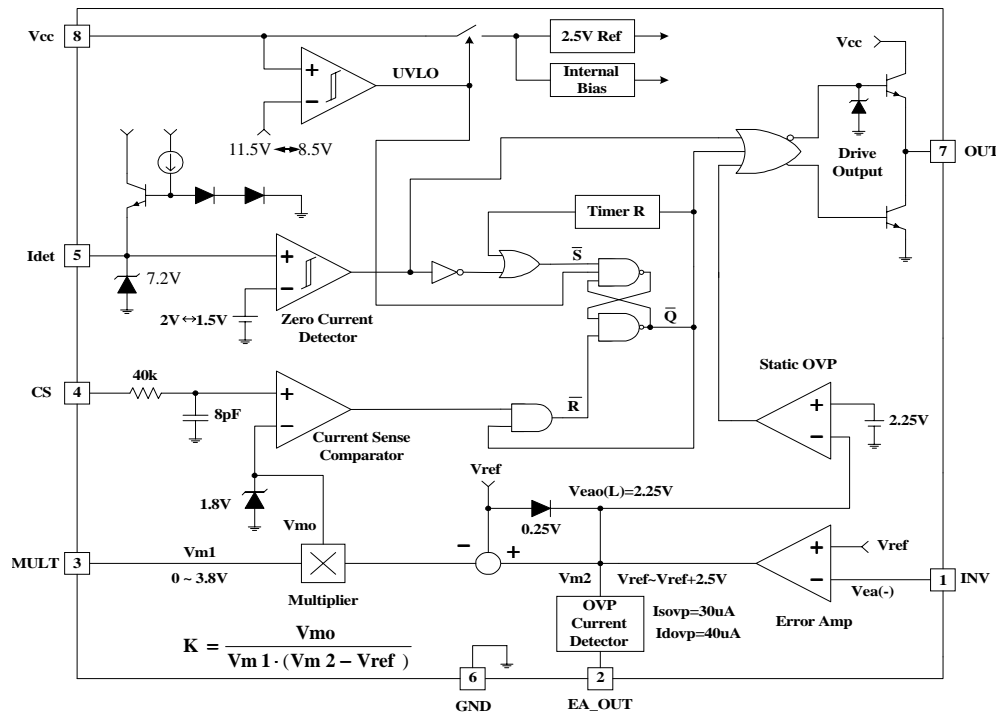 Vcc
8
2.5V Ref
Internal
Bias
UVLO
+
−
11.5V ↔ 8.5V
Vcc
Drive
Output
7
OUT
Timer R
Idet
5
7.2V
+
−
2V ↔1.5V
Zero Current
Detector
S̅
Q̅
R̅
Static OVP
+
−
2.25V
CS
4
40k
8pF
+
−
Current Sense
Comparator
1.8V
Vmo
Vref
Veao(L)=2.25V
0.25V
MULT
3
Vm1
0 ~ 3.8V
Multiplier
−
+
Vm2
Vref~Vref+2.5V
+
−
Vref
Vea(-)
Error Amp
1
INV
OVP
Current
Detector
Isovp=30uA
Idovp=40uA
K = Vmo
Vm 1 · (Vm 2 − Vref )
6
GND
2
EA_OUT